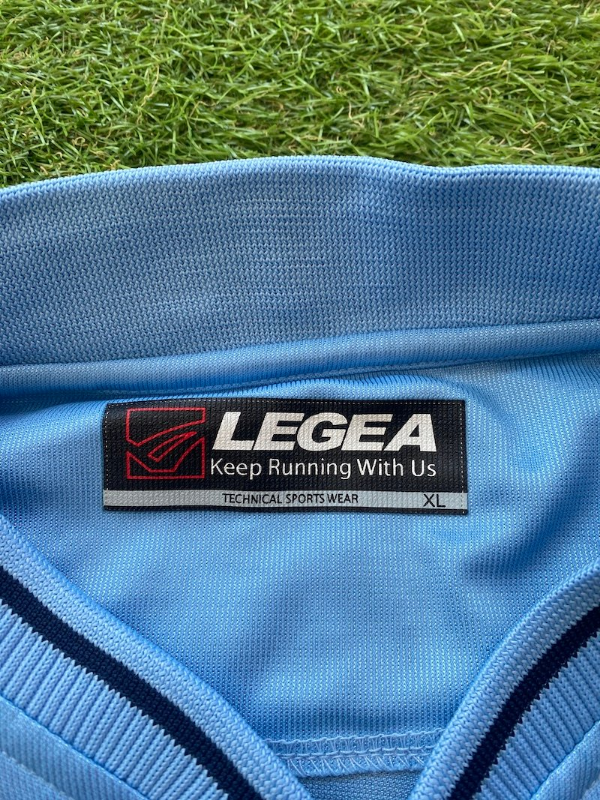 LEGEA
Keep Running With Us
TECHNICAL SPORTS WEAR XL